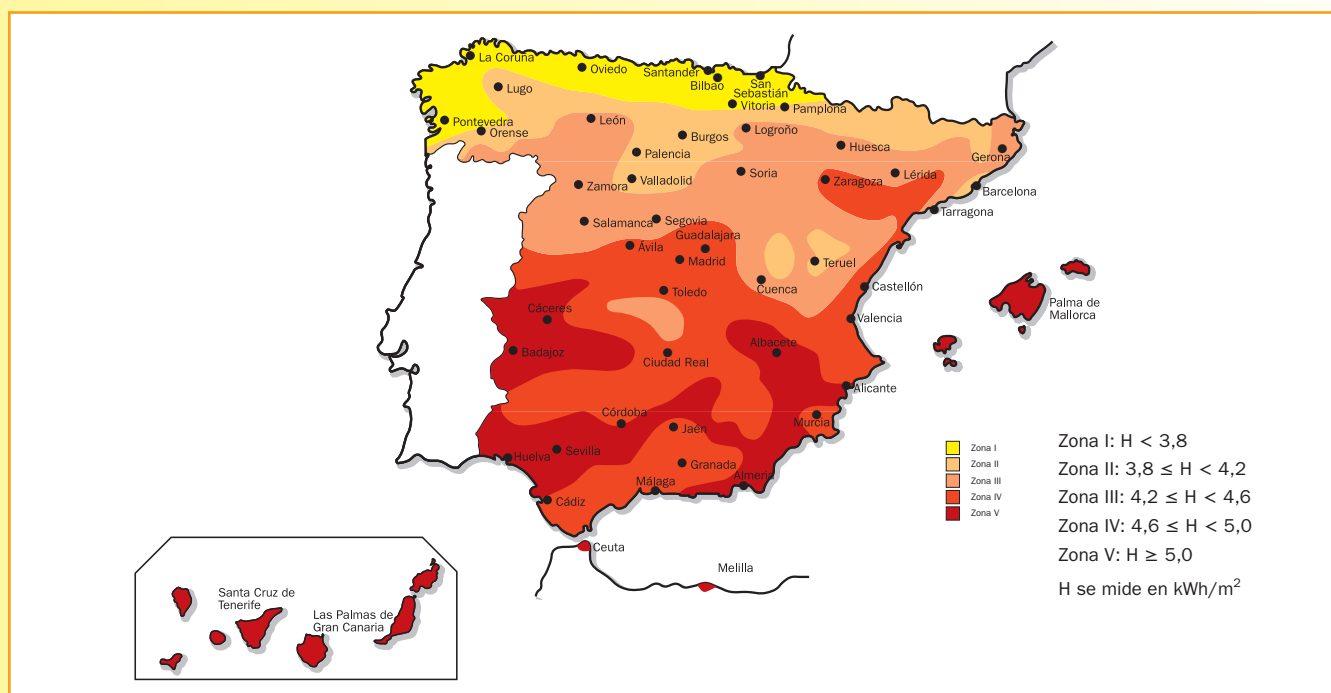 La Coruña
Oviedo
Santander
Bilbao
San
Sebastián
Lugo
Vitoria
Pamplona
Pontevedra
Orense
León
Burgos
Logroño
Huesca
Gerona
Palencia
Zamora
Valladolid
Soria
Zaragoza
Lérida
Barcelona
Tarragona
Salamanca
Segovia
Guadalajara
Ávila
Madrid
Teruel
Cuenca
Castellón
Toledo
Palma de
Mallorca
Cáceres
Valencia
Badajoz
Albacete
Ciudad Real
Alicante
Córdoba
Jaén
Murcia
Huelva
Sevilla
Granada
Málaga
Almería
Cádiz
Ceuta
Melilla
Santa Cruz de
Tenerife
Las Palmas de
Gran Canaria
Zona I
Zona II
Zona III
Zona IV
Zona V
Zona I: H < 3,8
Zona II: 3,8 ≤ H < 4,2
Zona III: 4,2 ≤ H < 4,6
Zona IV: 4,6 ≤ H < 5,0
Zona V: H ≥ 5,0
H se mide en kWh/m²